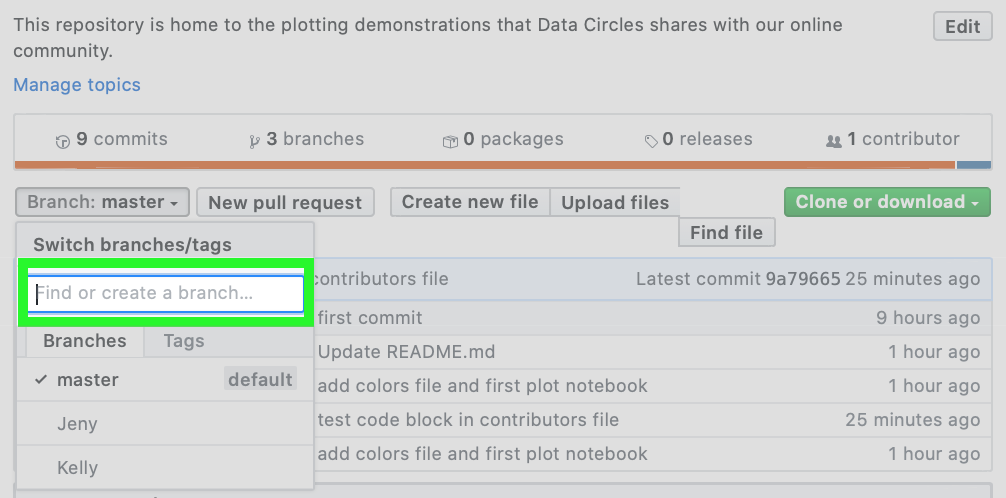 This repository is home to the plotting demonstrations that Data Circles shares with our online
community.
Edit
Manage topics
9 commits 3 branches 0 packages 0 releases 1 contributor
Branch: master New pull request Create new file Upload files Clone or download
Find file
Switch branches/tags
contributors file Latest commit 9a79665 25 minutes ago
Find or create a branch...
first commit 9 hours ago
Branches Tags
Update README.md 1 hour ago
master default
add colors file and first plot notebook 1 hour ago
Jeny
test code block in contributors file 25 minutes ago
Kelly
add colors file and first plot notebook 1 hour ago